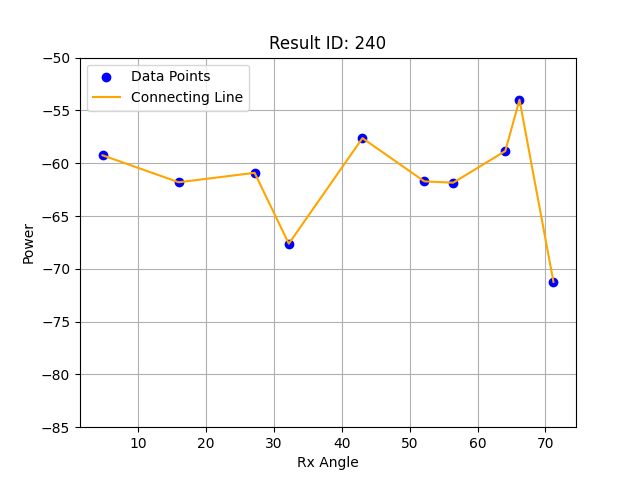 Result ID: 240
Data Points
Connecting Line
−50
−55
−60
−65
−70
−75
−80
−85
Power
10 20 30 40 50 60 70
Rx Angle